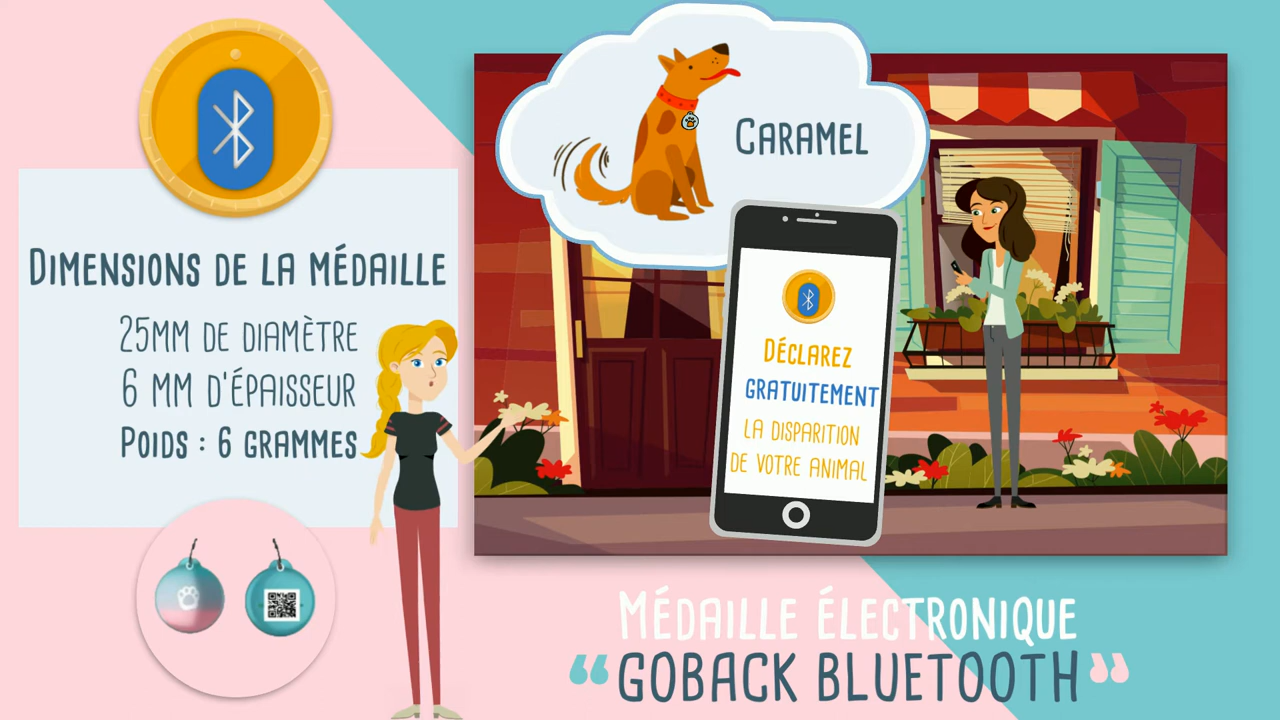 Dimensions de la médaille
25mm de diamètre
6 mm d'épaisseur
Poids : 6 grammes
Caramel
Déclarez
gratuitement
la disparition
de votre animal
Médaille électronique
“GOBACK BLUETOOTH”